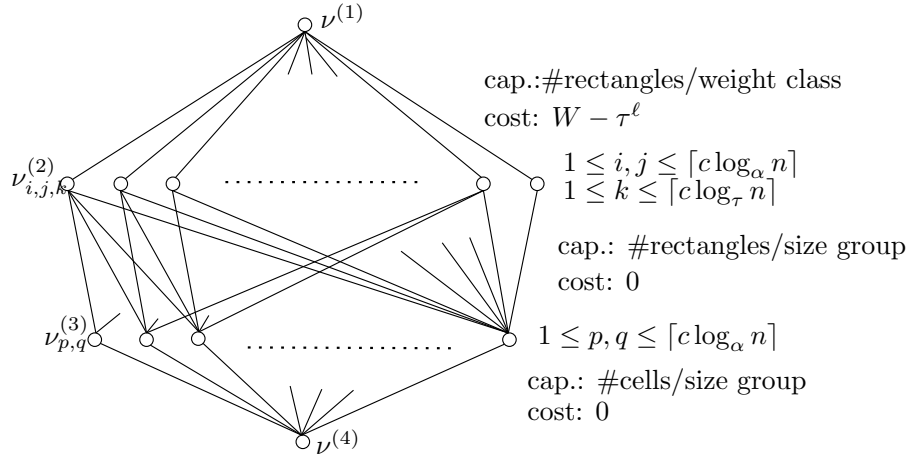 ν^{(1)}
cap.:#rectangles/weight class
cost: W − τ^ℓ
ν^{(2)}_{i,j,k}
1 ≤ i, j ≤ ⌈c log_α n⌉
1 ≤ k ≤ ⌈c log_τ n⌉
cap.: #rectangles/size group
cost: 0
ν^{(3)}_{p,q}
1 ≤ p, q ≤ ⌈c log_α n⌉
cap.: #cells/size group
cost: 0
ν^{(4)}